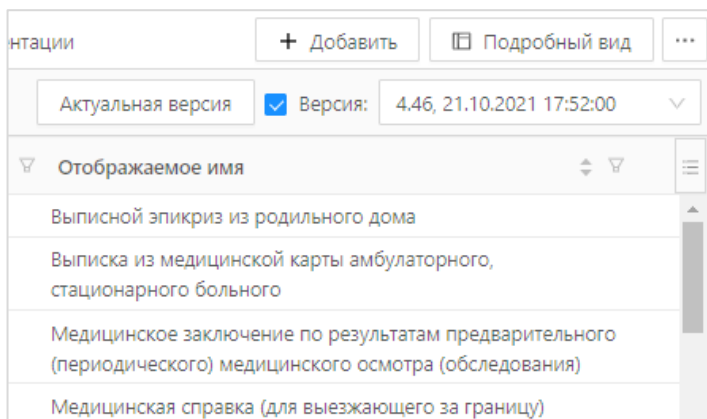 нтации + Добавить Подробный вид ...
Актуальная версия Версия: 4.46, 21.10.2021 17:52:00
Отображаемое имя
Выписной эпикриз из родильного дома
Выписка из медицинской карты амбулаторного,
стационарного больного
Медицинское заключение по результатам предварительного
(периодического) медицинского осмотра (обследования)
Медицинская справка (для выезжающего за границу)